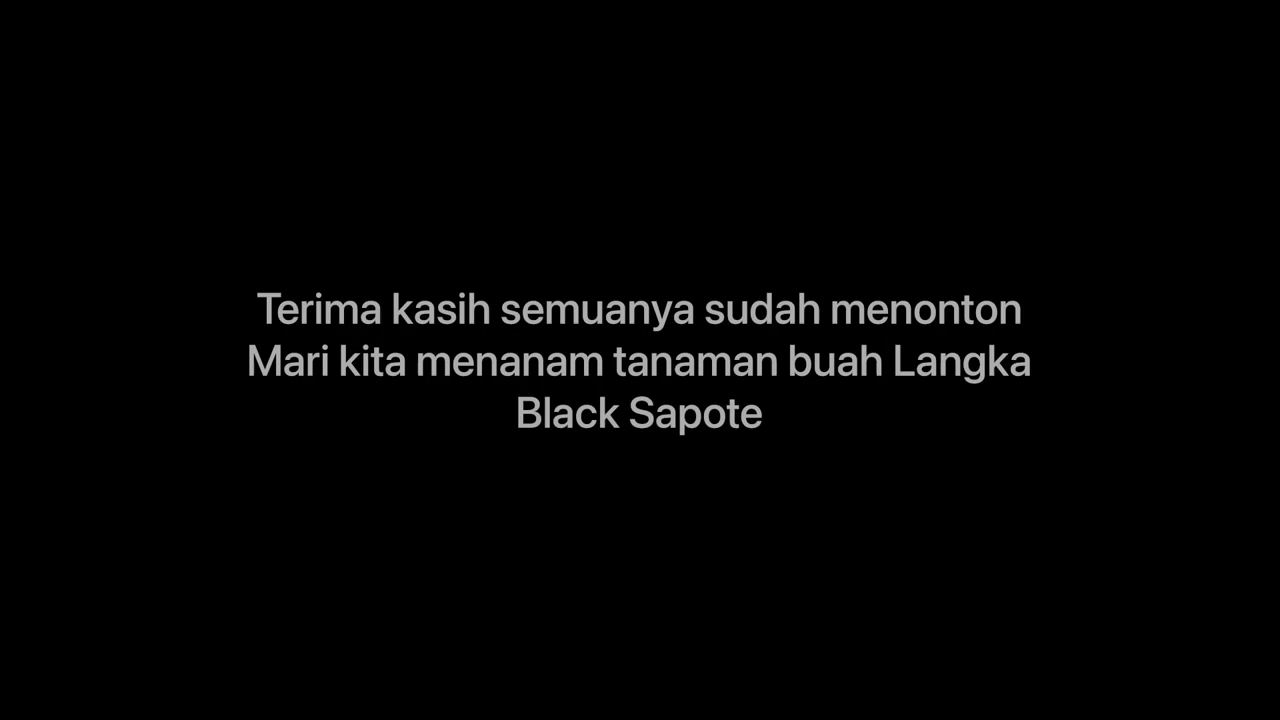 Terima kasih semuanya sudah menonton
Mari kita menanam tanaman buah Langka
Black Sapote